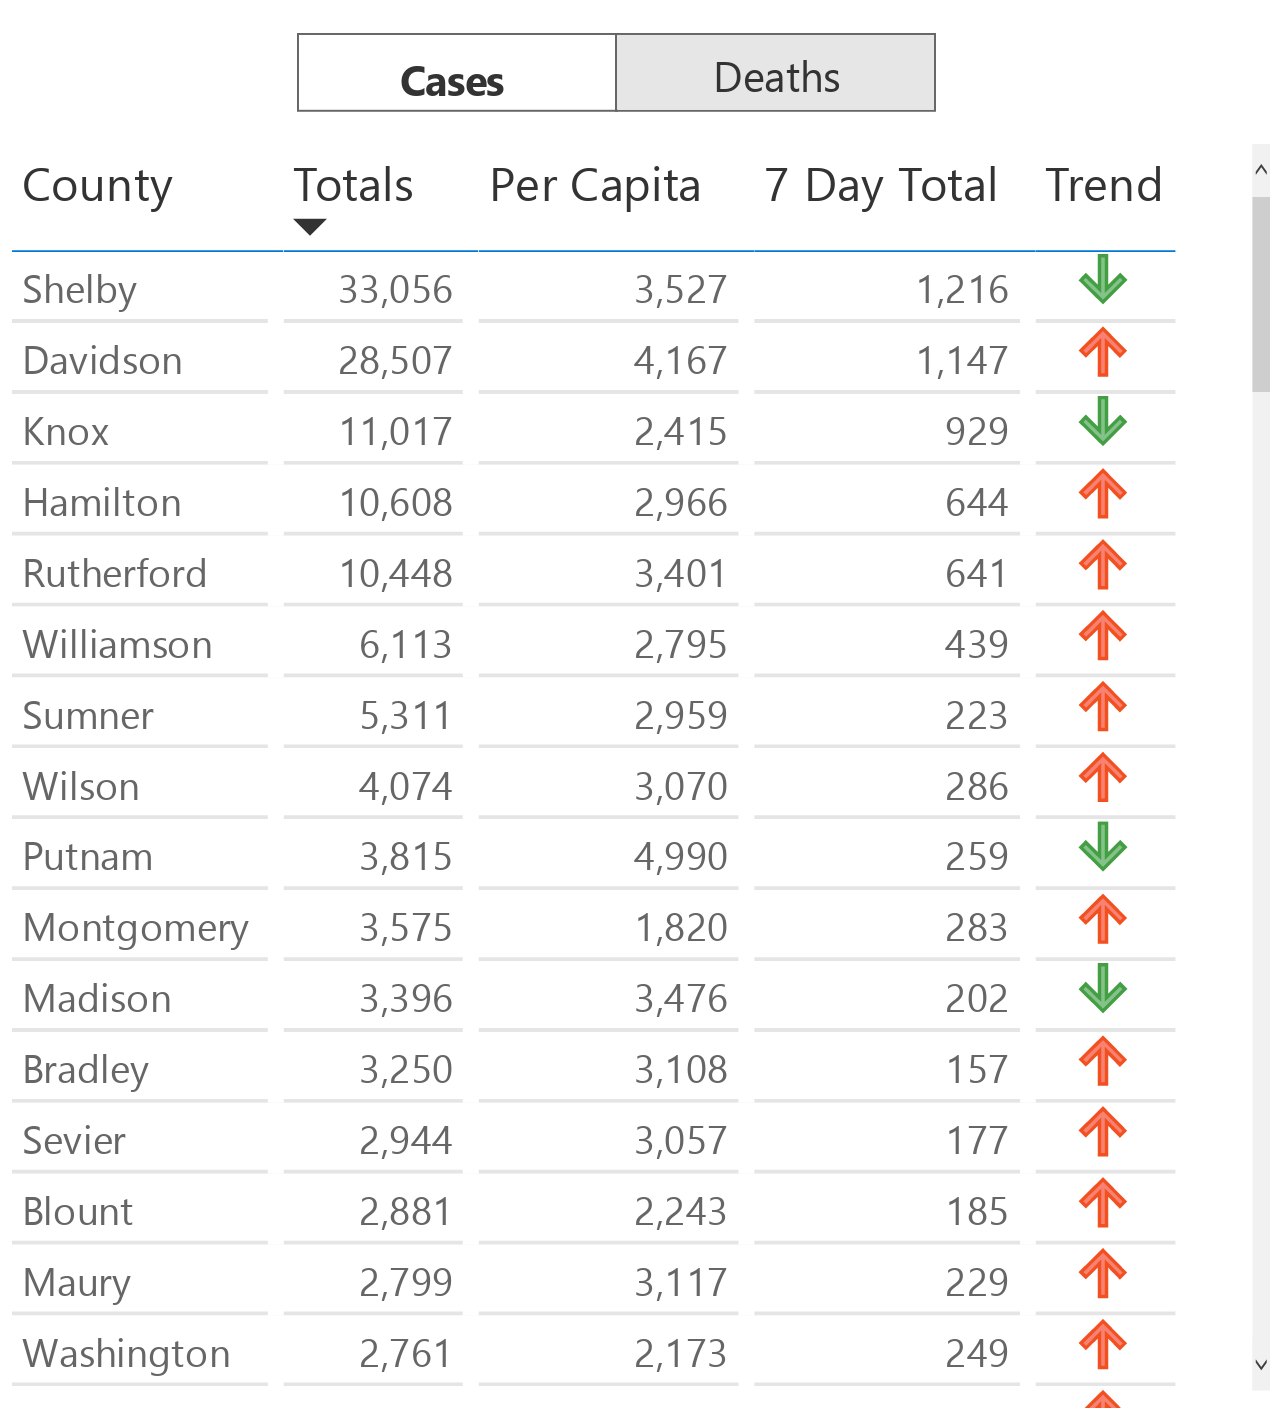 Cases Deaths
County Totals Per Capita 7 Day Total Trend
Shelby 33,056 3,527 1,216
Davidson 28,507 4,167 1,147
Knox 11,017 2,415 929
Hamilton 10,608 2,966 644
Rutherford 10,448 3,401 641
Williamson 6,113 2,795 439
Sumner 5,311 2,959 223
Wilson 4,074 3,070 286
Putnam 3,815 4,990 259
Montgomery 3,575 1,820 283
Madison 3,396 3,476 202
Bradley 3,250 3,108 157
Sevier 2,944 3,057 177
Blount 2,881 2,243 185
Maury 2,799 3,117 229
Washington 2,761 2,173 249